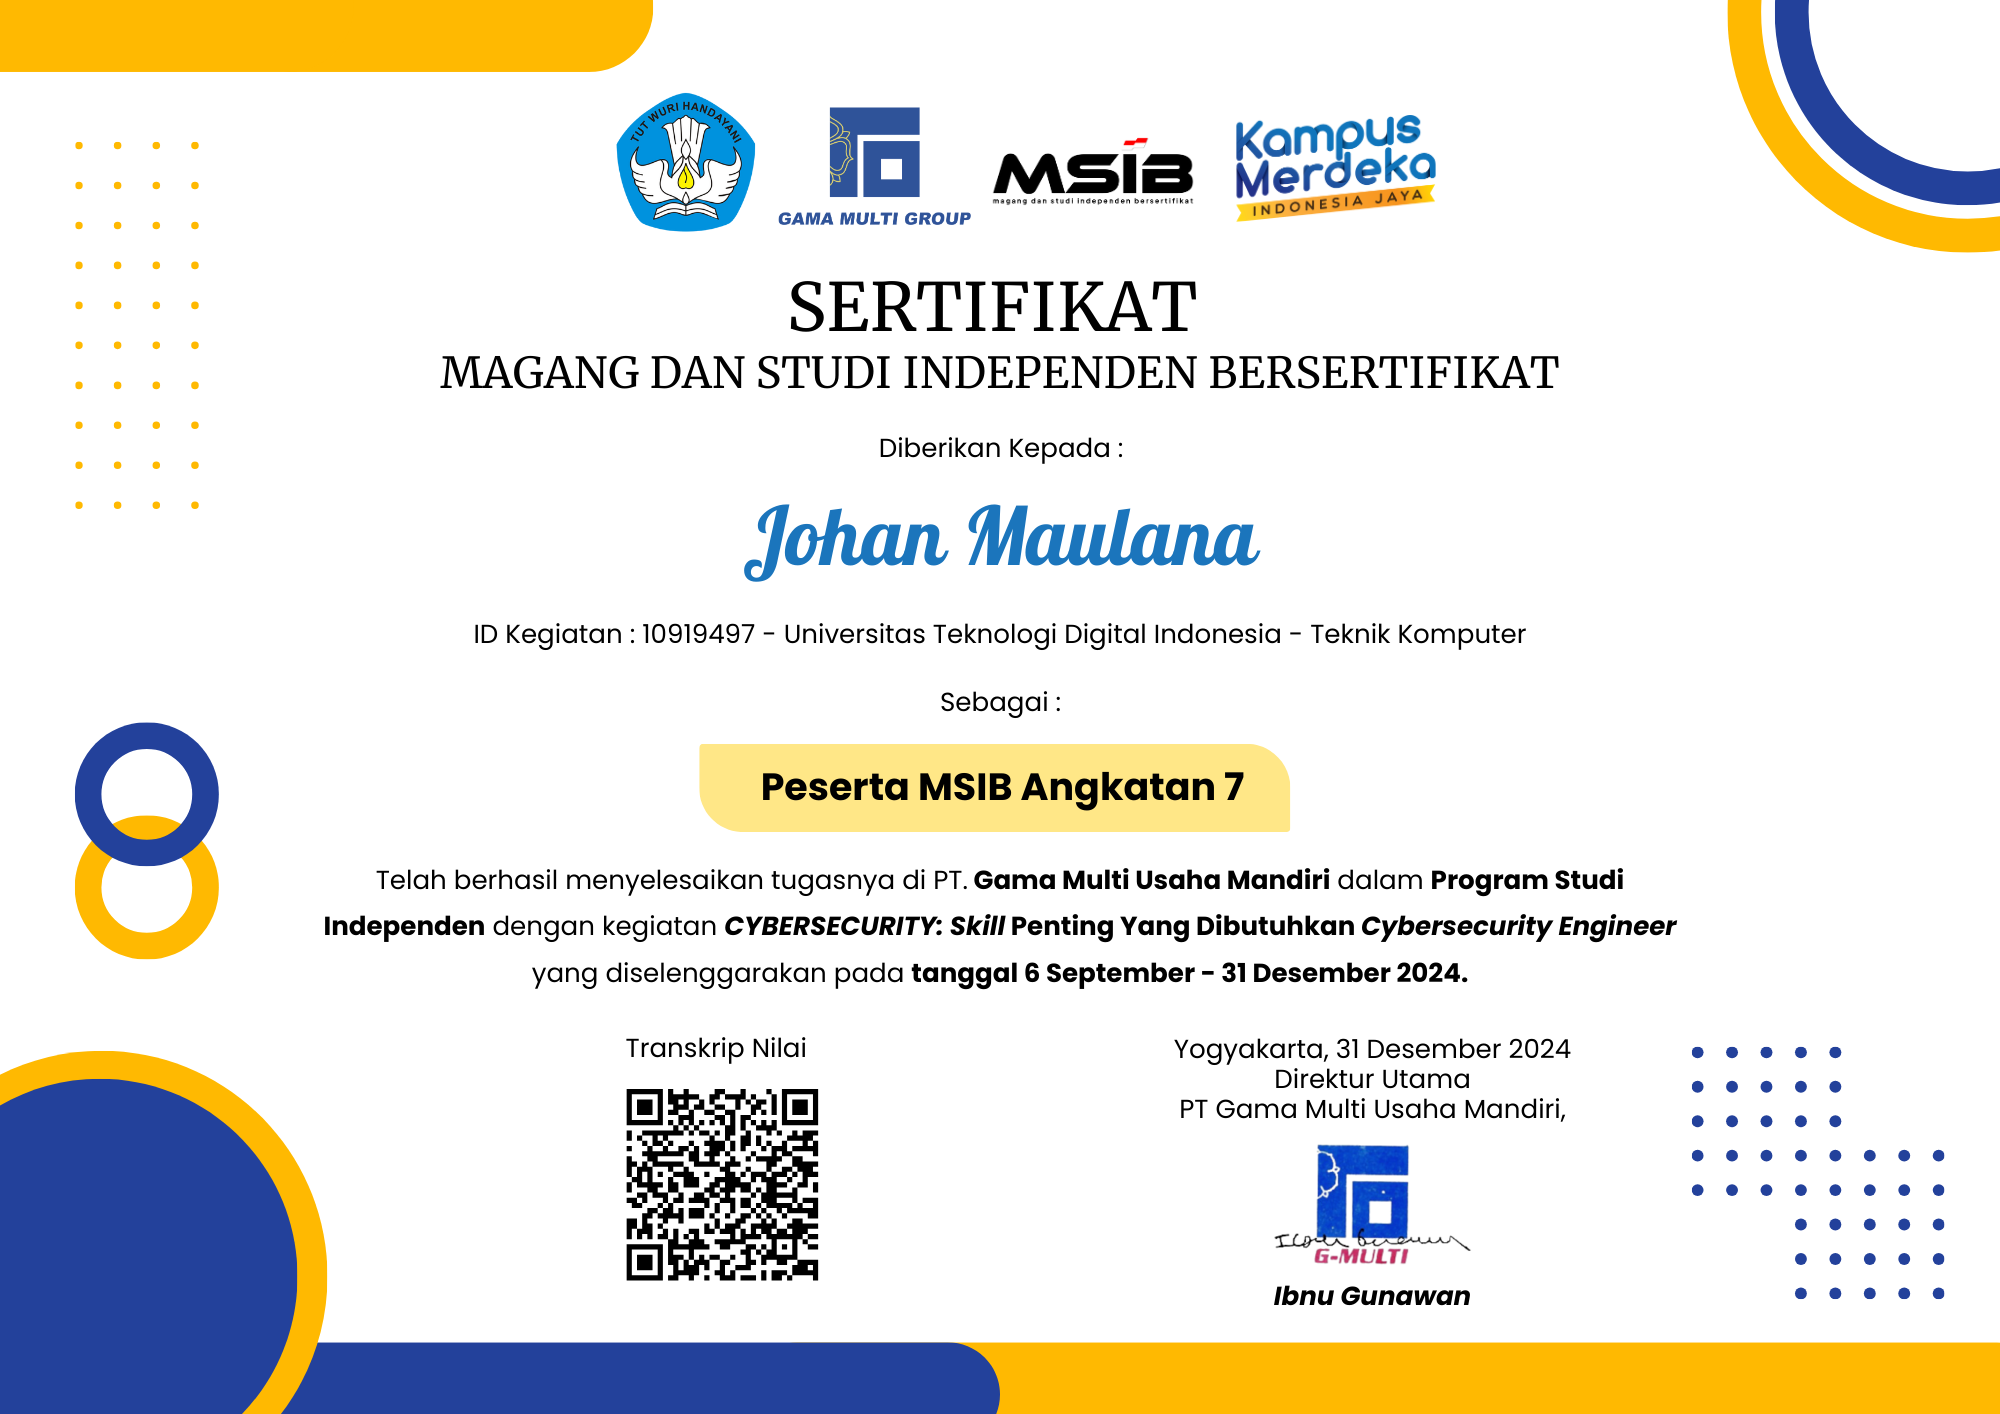 TUT WURI HANDAYANI
GAMA MULTI GROUP
MSIB
magang dan studi independen bersertifikat
Kampus
Merdeka
INDONESIA JAYA
SERTIFIKAT
MAGANG DAN STUDI INDEPENDEN BERSERTIFIKAT
Diberikan Kepada :
Johan Maulana
ID Kegiatan : 10919497 - Universitas Teknologi Digital Indonesia - Teknik Komputer
Sebagai :
Peserta MSIB Angkatan 7
Telah berhasil menyelesaikan tugasnya di PT. Gama Multi Usaha Mandiri dalam Program Studi
Independen dengan kegiatan CYBERSECURITY: Skill Penting Yang Dibutuhkan Cybersecurity Engineer
yang diselenggarakan pada tanggal 6 September - 31 Desember 2024.
Transkrip Nilai
Yogyakarta, 31 Desember 2024
Direktur Utama
PT Gama Multi Usaha Mandiri,
G-MULTI
Ibnu Gunawan